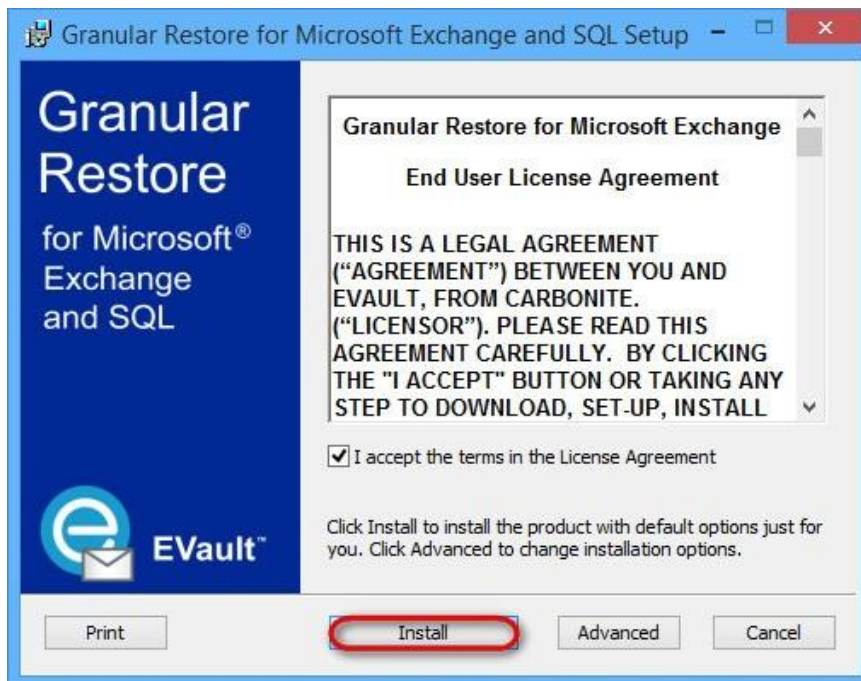 Granular Restore for Microsoft Exchange and SQL Setup
Granular
Restore
for Microsoft®
Exchange
and SQL
EVault™
Granular Restore for Microsoft Exchange
End User License Agreement
THIS IS A LEGAL AGREEMENT
(“AGREEMENT”) BETWEEN YOU AND
EVAULT, FROM CARBONITE.
(“LICENSOR”). PLEASE READ THIS
AGREEMENT CAREFULLY. BY CLICKING
THE "I ACCEPT" BUTTON OR TAKING ANY
STEP TO DOWNLOAD, SET-UP, INSTALL
I accept the terms in the License Agreement
Click Install to install the product with default options just for
you. Click Advanced to change installation options.
Print
Install
Advanced
Cancel